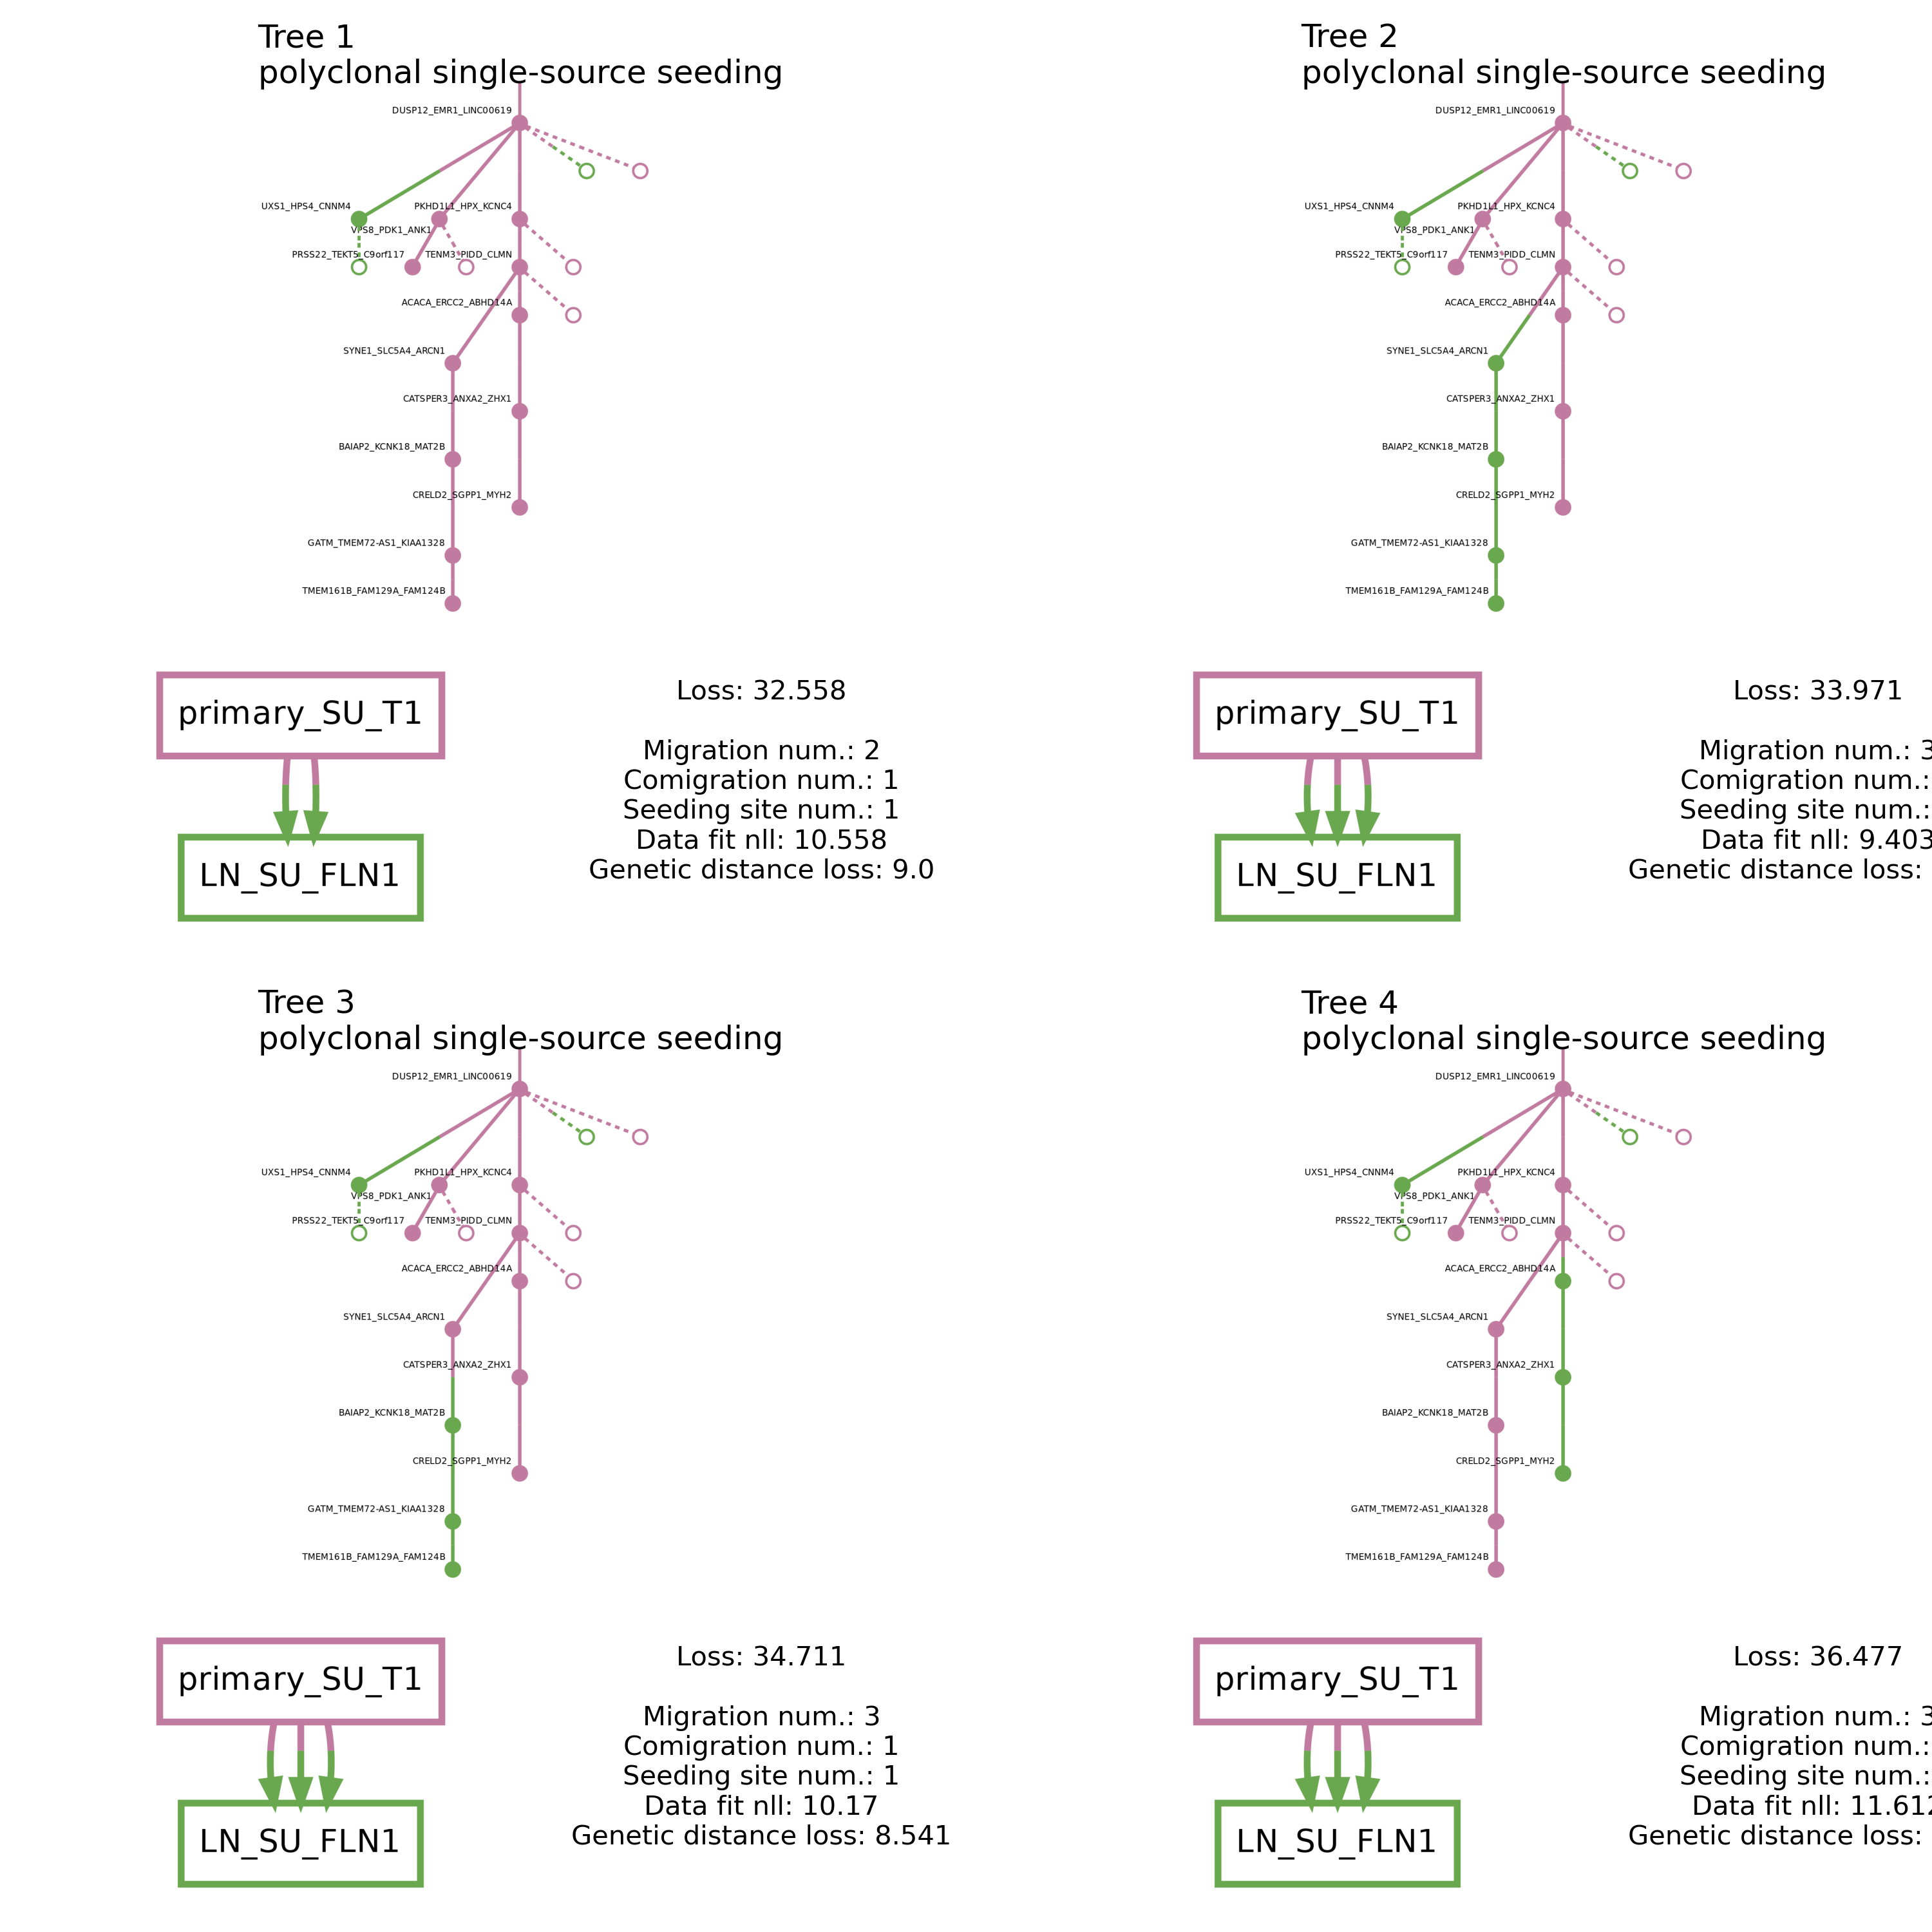 Tree 1
polyclonal single-source seeding
DUSP12_EMR1_LINC00619
UXS1_HPS4_CNNM4
PKHD1L1_HPX_KCNC4
VPS8_PDK1_ANK1
PRSS22_TEKT5_C9orf117
TENM3_PIDD_CLMN
ACACA_ERCC2_ABHD14A
SYNE1_SLC5A4_ARCN1
CATSPER3_ANXA2_ZHX1
BAIAP2_KCNK18_MAT2B
CRELD2_SGPP1_MYH2
GATM_TMEM72-AS1_KIAA1328
TMEM161B_FAM129A_FAM124B
primary_SU_T1
LN_SU_FLN1
Loss: 32.558
Migration num.: 2
Comigration num.: 1
Seeding site num.: 1
Data fit nll: 10.558
Genetic distance loss: 9.0
Tree 2
polyclonal single-source seeding
DUSP12_EMR1_LINC00619
UXS1_HPS4_CNNM4
PKHD1L1_HPX_KCNC4
VPS8_PDK1_ANK1
PRSS22_TEKT5_C9orf117
TENM3_PIDD_CLMN
ACACA_ERCC2_ABHD14A
SYNE1_SLC5A4_ARCN1
CATSPER3_ANXA2_ZHX1
BAIAP2_KCNK18_MAT2B
CRELD2_SGPP1_MYH2
GATM_TMEM72-AS1_KIAA1328
TMEM161B_FAM129A_FAM124B
primary_SU_T1
LN_SU_FLN1
Loss: 33.971
Migration num.: 3
Comigration num.:
Seeding site num.:
Data fit nll: 9.403
Genetic distance loss:
Tree 3
polyclonal single-source seeding
DUSP12_EMR1_LINC00619
UXS1_HPS4_CNNM4
PKHD1L1_HPX_KCNC4
VPS8_PDK1_ANK1
PRSS22_TEKT5_C9orf117
TENM3_PIDD_CLMN
ACACA_ERCC2_ABHD14A
SYNE1_SLC5A4_ARCN1
CATSPER3_ANXA2_ZHX1
BAIAP2_KCNK18_MAT2B
CRELD2_SGPP1_MYH2
GATM_TMEM72-AS1_KIAA1328
TMEM161B_FAM129A_FAM124B
primary_SU_T1
LN_SU_FLN1
Loss: 34.711
Migration num.: 3
Comigration num.: 1
Seeding site num.: 1
Data fit nll: 10.17
Genetic distance loss: 8.541
Tree 4
polyclonal single-source seeding
DUSP12_EMR1_LINC00619
UXS1_HPS4_CNNM4
PKHD1L1_HPX_KCNC4
VPS8_PDK1_ANK1
PRSS22_TEKT5_C9orf117
TENM3_PIDD_CLMN
ACACA_ERCC2_ABHD14A
SYNE1_SLC5A4_ARCN1
CATSPER3_ANXA2_ZHX1
BAIAP2_KCNK18_MAT2B
CRELD2_SGPP1_MYH2
GATM_TMEM72-AS1_KIAA1328
TMEM161B_FAM129A_FAM124B
primary_SU_T1
LN_SU_FLN1
Loss: 36.477
Migration num.: 3
Comigration num.:
Seeding site num.:
Data fit nll: 11.612
Genetic distance loss: